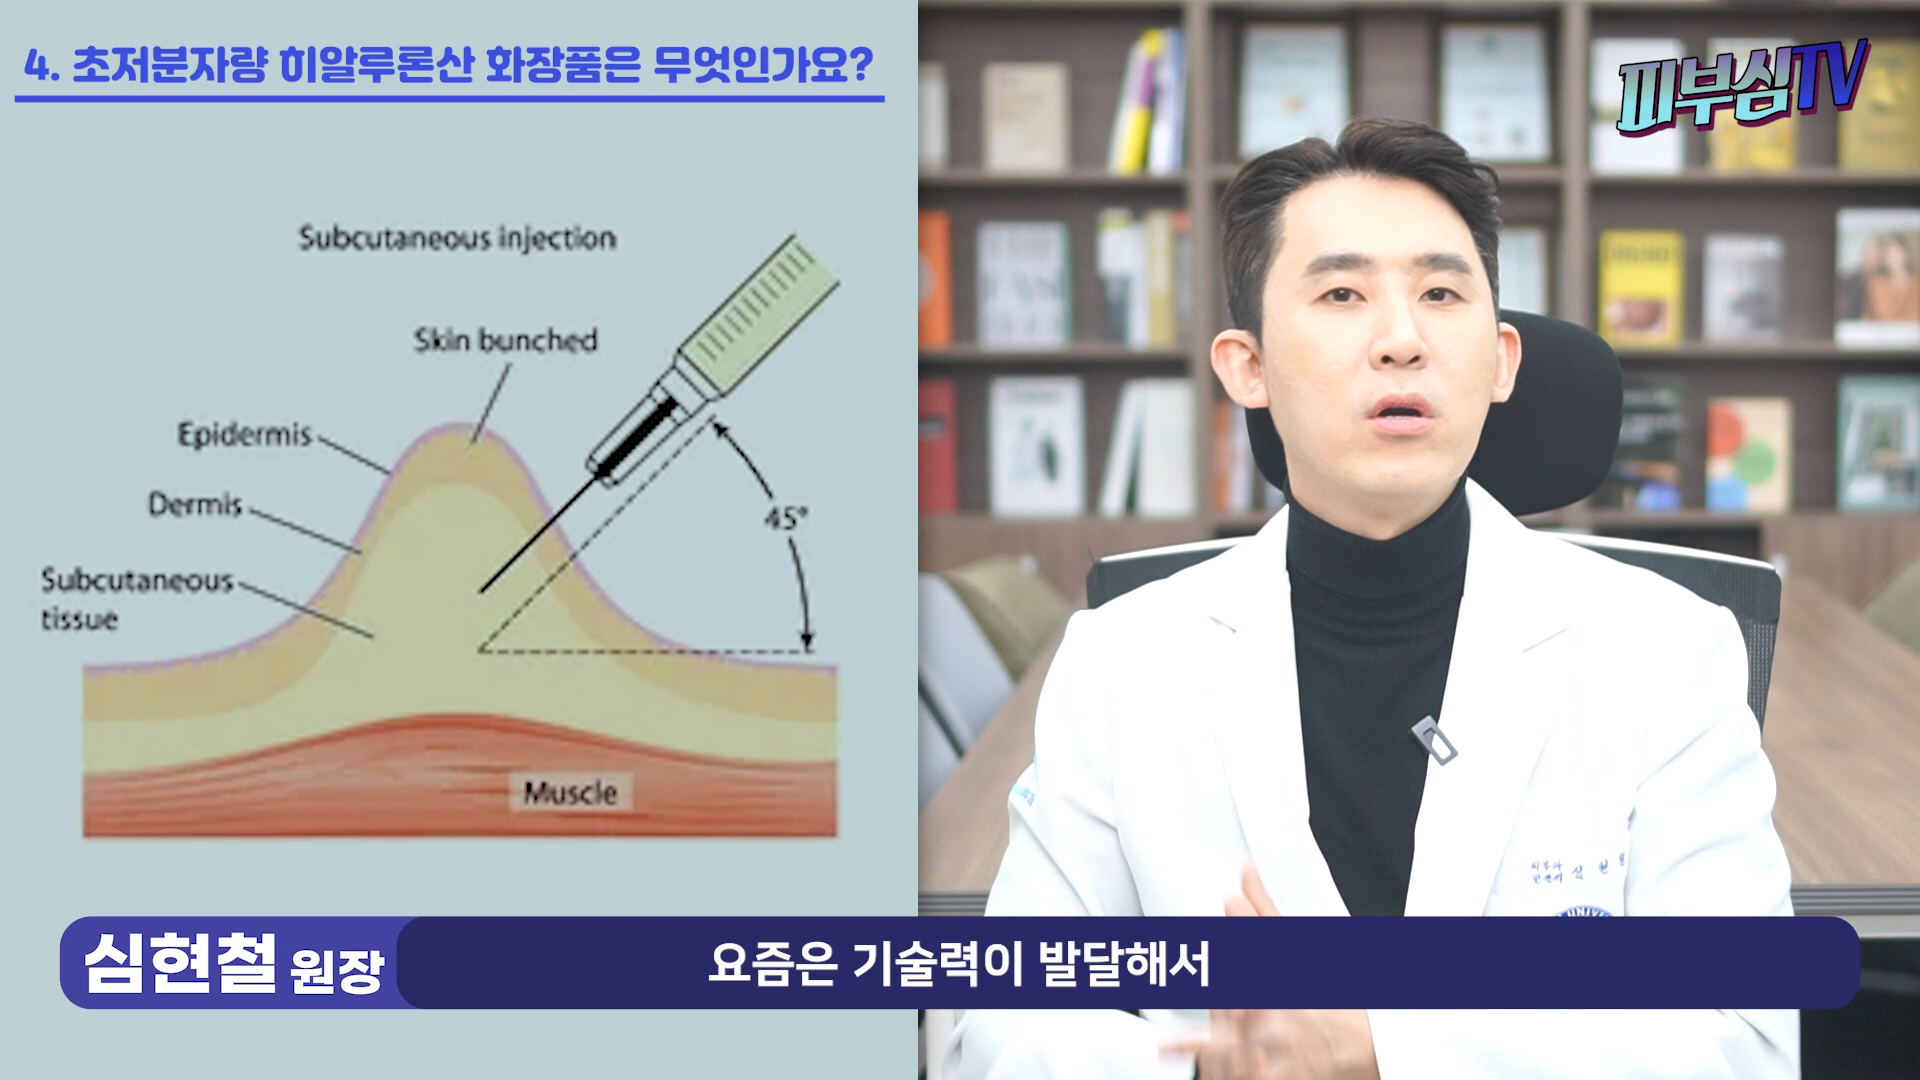 4. 초저분자량 히알루론산 화장품은 무엇인가요?
피부심TV
Subcutaneous injection
Skin bunched
Epidermis
Dermis
45°
Subcutaneous
tissue
Muscle
심현철 원장
요즘은 기술력이 발달해서